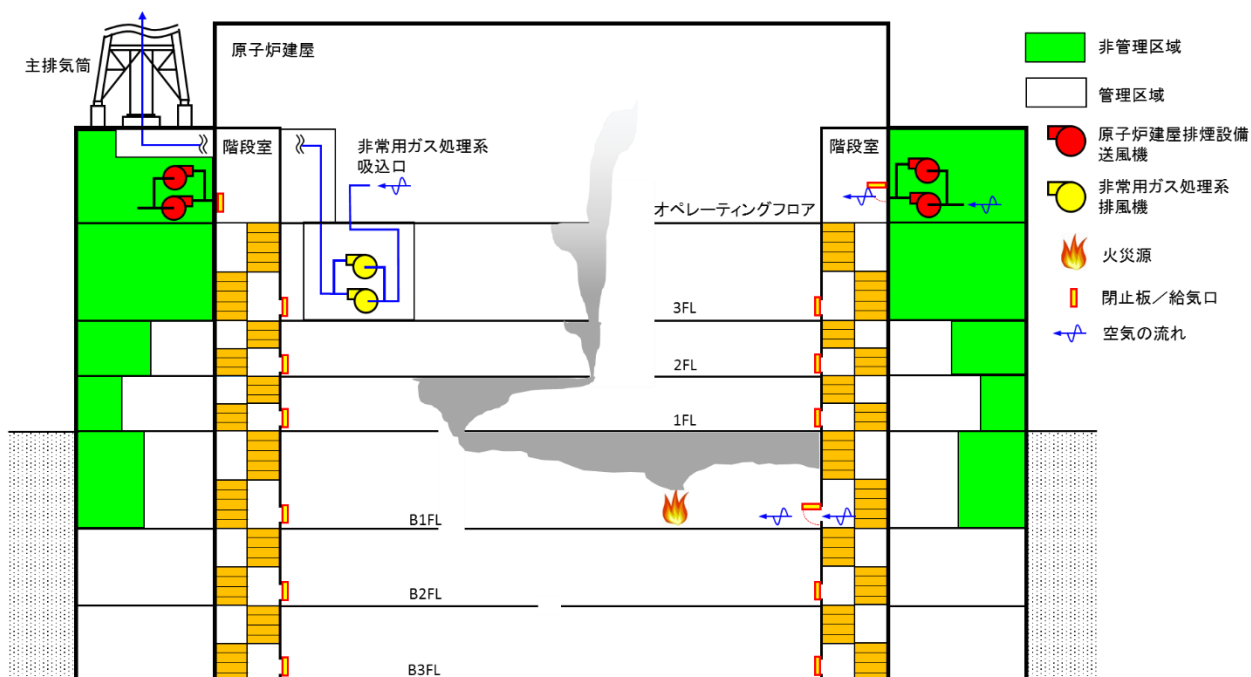 原子炉建屋
主排気筒
階段室
非常用ガス処理系
吸込口
階段室
オペレーティングフロア
3FL
2FL
1FL
B1FL
B2FL
B3FL
非管理区域
管理区域
原子炉建屋排煙設備
送風機
非常用ガス処理系
排風機
火災源
閉止板／給気口
空気の流れ